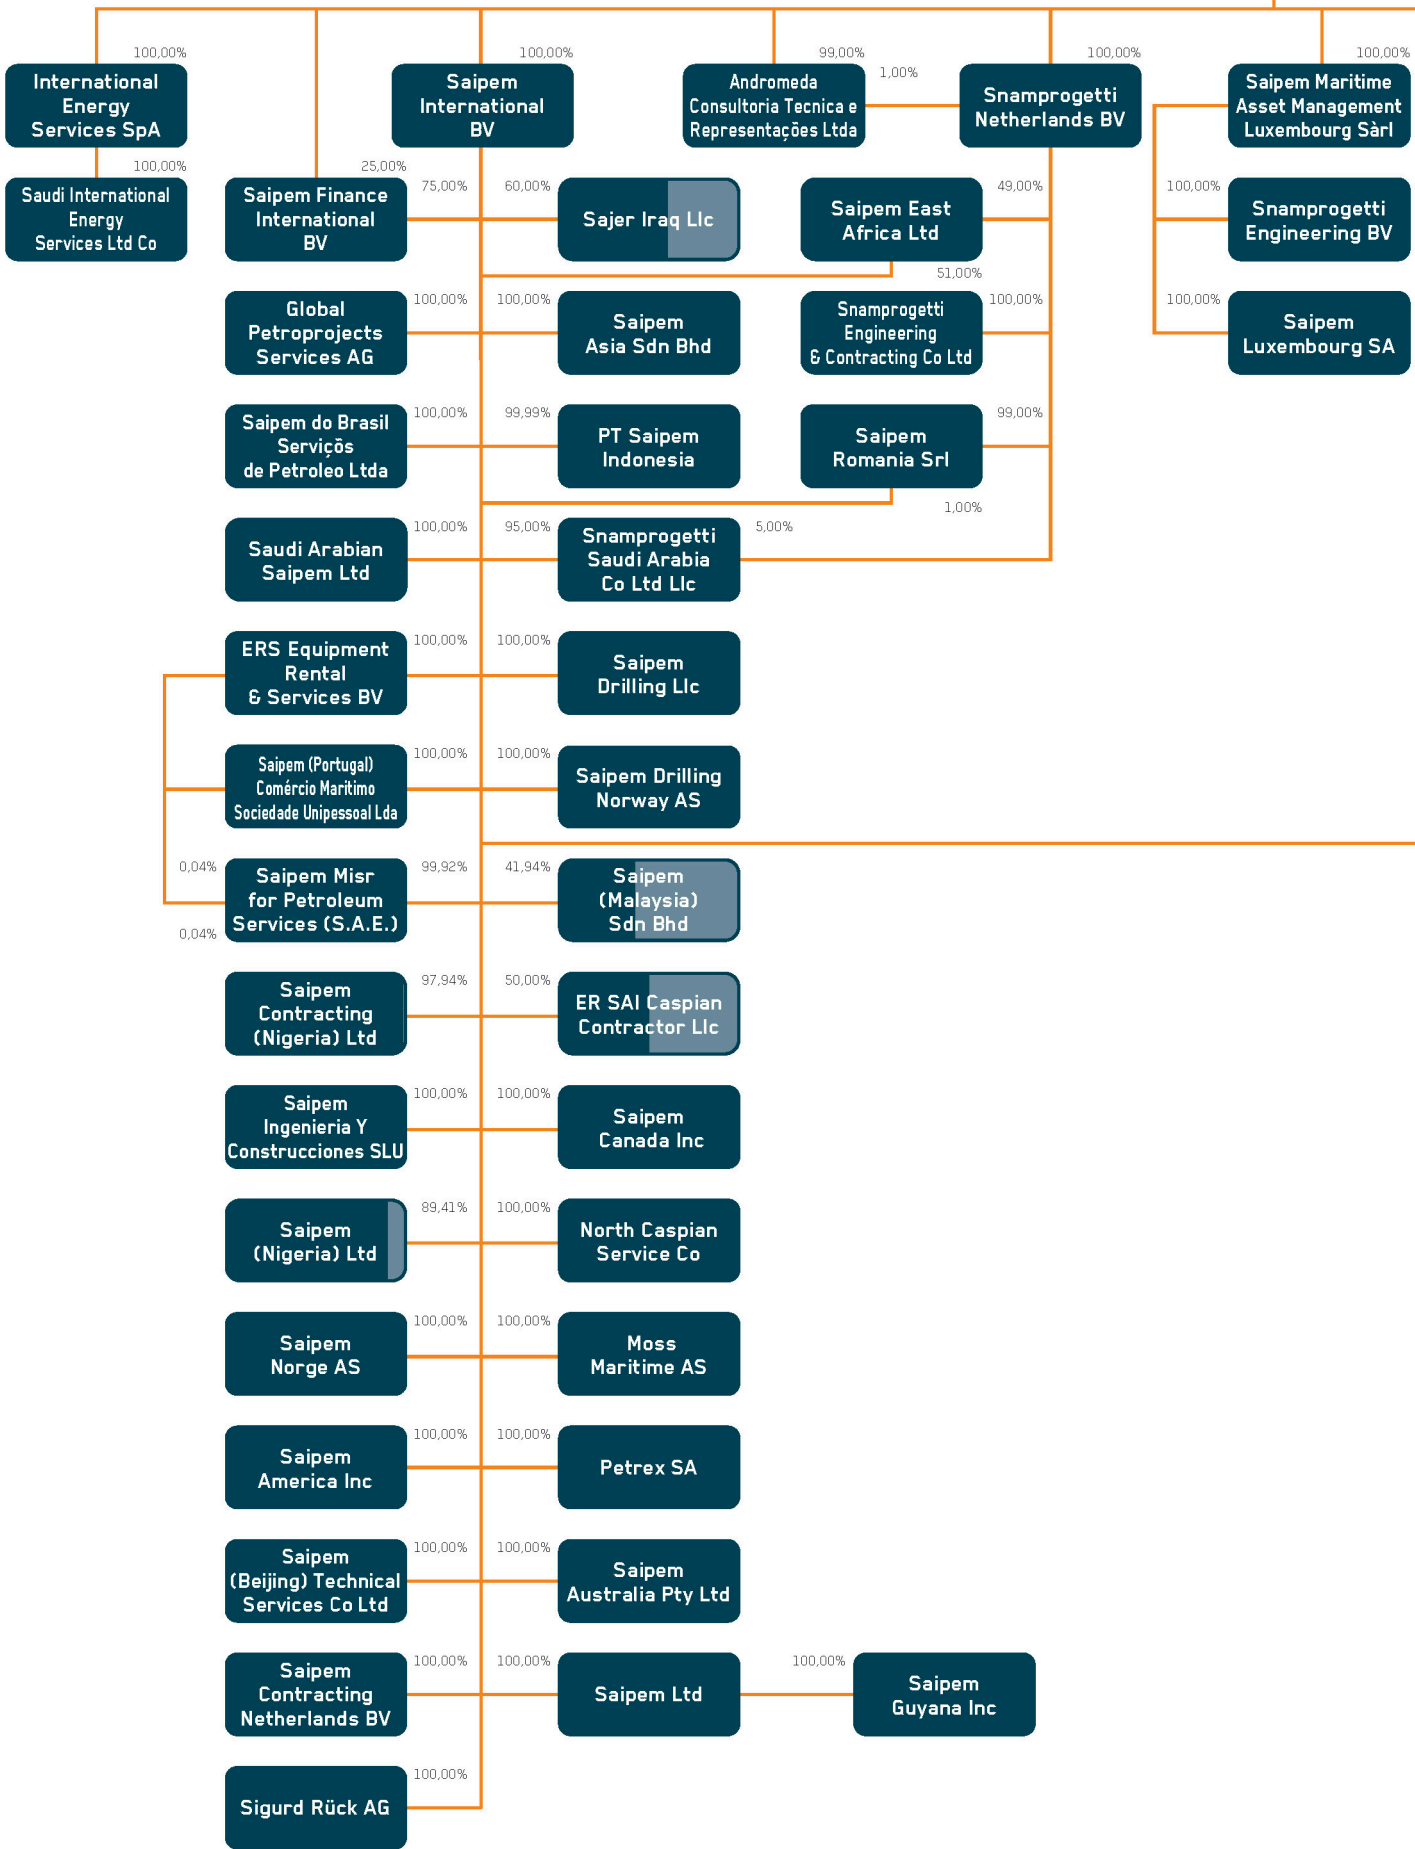 100,00%
100,00%
99,00%
1,00%
100,00%
100,00%
International
Energy
Services SpA
Saipem
International
BV
Andromeda
Consultoria Tecnica e
Representações Ltda
Snamprogetti
Netherlands BV
Saipem Maritime
Asset Management
Luxembourg Sàrl
100,00%
25,00%
75,00%
60,00%
49,00%
100,00%
Saudi International
Energy
Services Ltd Co
Saipem Finance
International
BV
Sajer Iraq Llc
Saipem East
Africa Ltd
Snamprogetti
Engineering BV
51,00%
100,00%
100,00%
100,00%
100,00%
Global
Petroprojects
Services AG
Saipem
Asia Sdn Bhd
Snamprogetti
Engineering
& Contracting Co Ltd
Saipem
Luxembourg SA
100,00%
99,99%
99,00%
Saipem do Brasil
Serviçõs
de Petroleo Ltda
PT Saipem
Indonesia
Saipem
Romania Srl
1,00%
100,00%
95,00%
5,00%
Saudi Arabian
Saipem Ltd
Snamprogetti
Saudi Arabia
Co Ltd Llc
100,00%
100,00%
ERS Equipment
Rental
& Services BV
Saipem
Drilling Llc
100,00%
100,00%
Saipem (Portugal)
Comércio Maritimo
Sociedade Unipessoal Lda
Saipem Drilling
Norway AS
0,04%
99,92%
41,94%
Saipem Misr
for Petroleum
Services (S.A.E.)
Saipem
(Malaysia)
Sdn Bhd
0,04%
97,94%
50,00%
Saipem
Contracting
(Nigeria) Ltd
ER SAI Caspian
Contractor Llc
100,00%
100,00%
Saipem
Ingenieria Y
Construcciones SLU
Saipem
Canada Inc
89,41%
100,00%
Saipem
(Nigeria) Ltd
North Caspian
Service Co
100,00%
100,00%
Saipem
Norge AS
Moss
Maritime AS
100,00%
100,00%
Saipem
America Inc
Petrex SA
100,00%
100,00%
Saipem
(Beijing) Technical
Services Co Ltd
Saipem
Australia Pty Ltd
100,00%
100,00%
100,00%
Saipem
Contracting
Netherlands BV
Saipem Ltd
Saipem
Guyana Inc
100,00%
Sigurd Rück AG